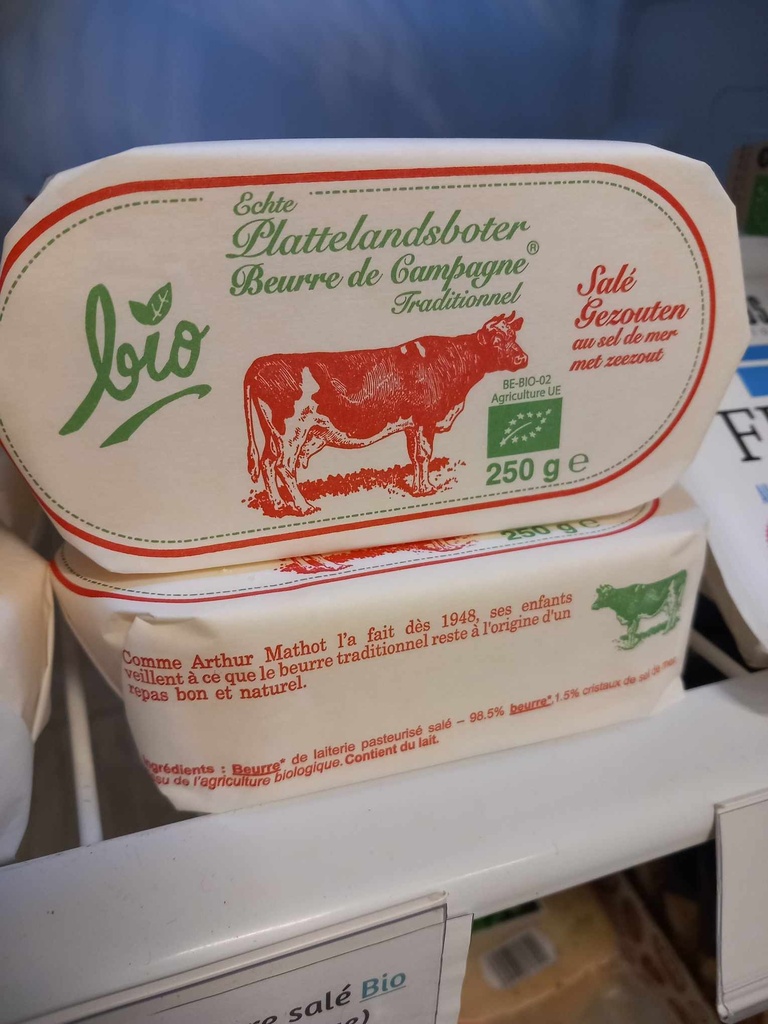 Echte
Plattelandsboter
Beurre de Campagne®
Traditionnel
bio
Salé
Gezouten
au sel de mer
met zeezout
BE-BIO-02
Agriculture UE
250 g e
250 g e
Comme Arthur Mathot l'a fait dès 1948, ses enfants
veillent à ce que le beurre traditionnel reste à l'origine d'un
repas bon et naturel.
grédients : Beurre* de laiterie pasteurisé salé – 98.5% beurre*,1.5% cristaux de sel de mer
su de l'agriculture biologique. Contient du lait.
salé Bio